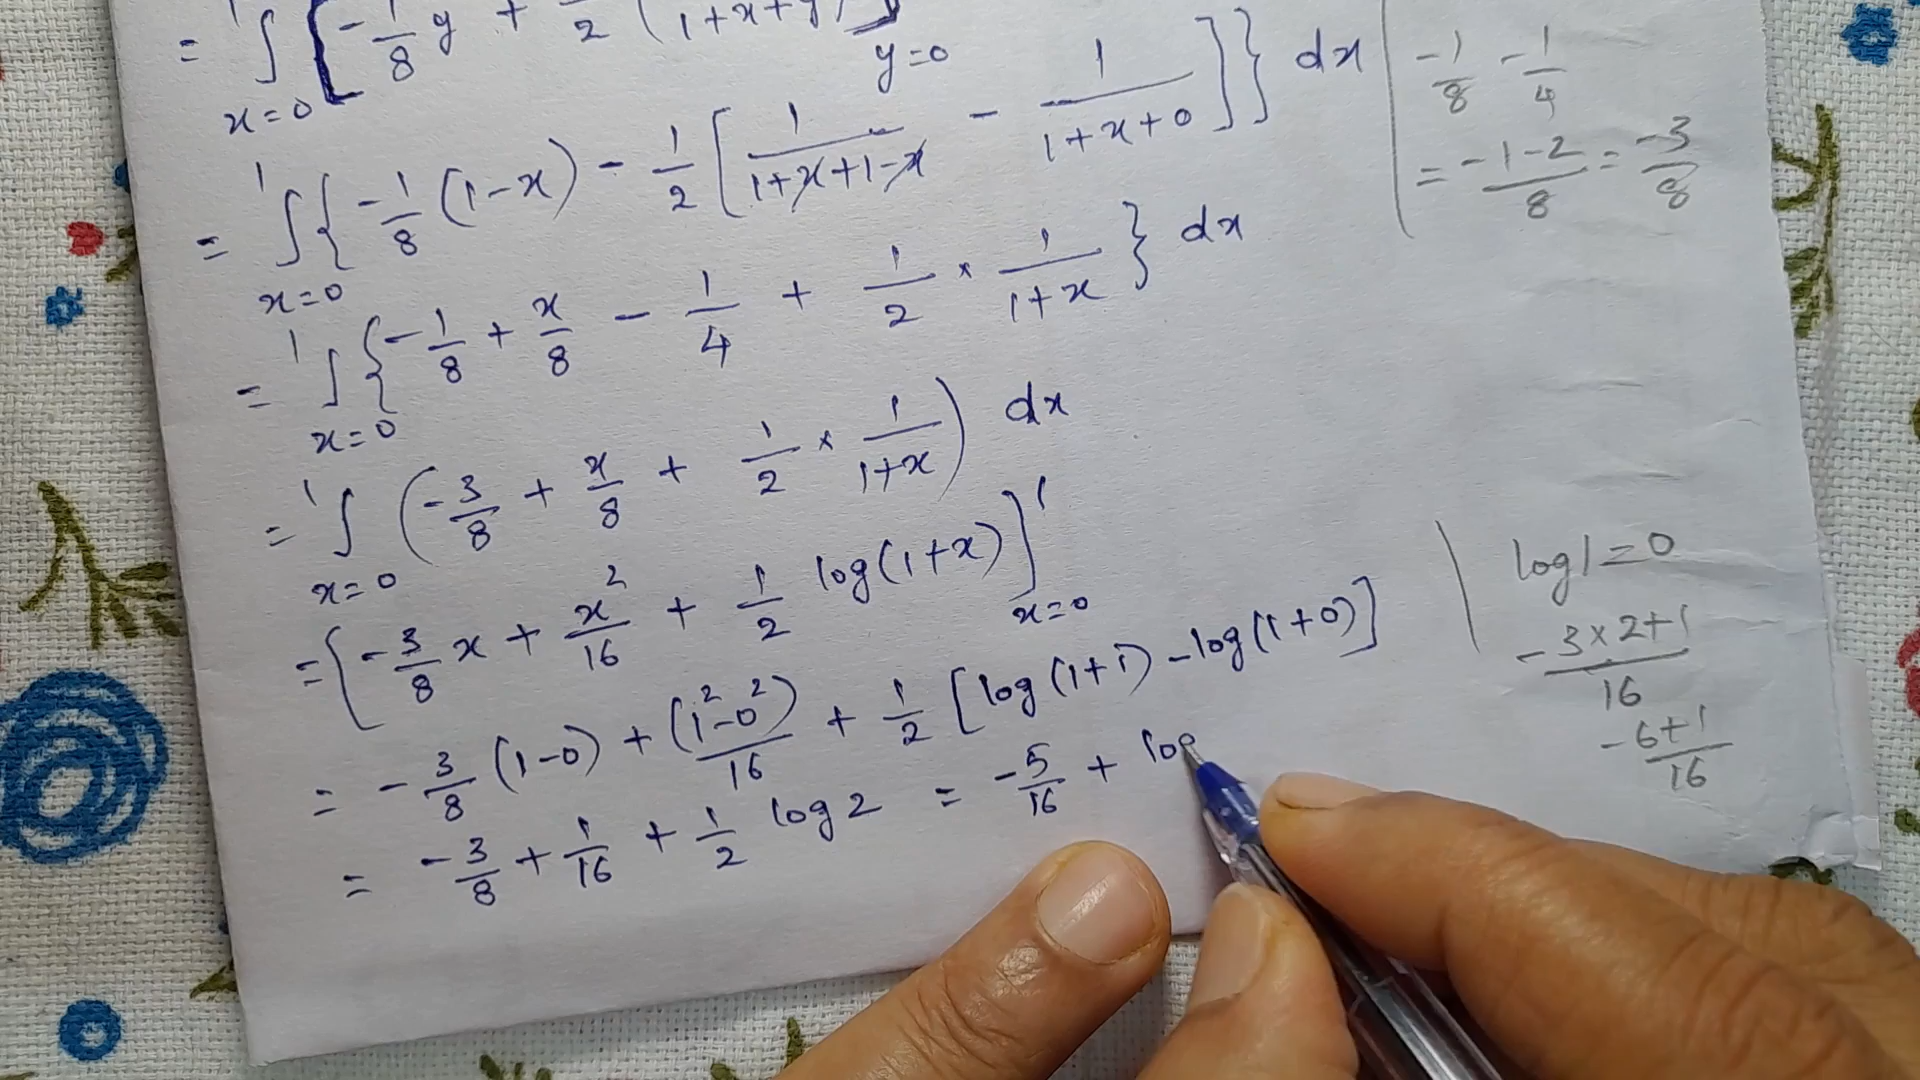 = ∫ [ -1/8 y + /2 ( 1+x+y ) ]
x=0 y=0
= ¹∫ { -1/8 (1-x) - 1/2 [ 1/(1+x+1-x) - 1/(1+x+0) ] } dx
x=0
= ¹∫ { -1/8 + x/8 - 1/4 + 1/2 × 1/(1+x) } dx
x=0
= ¹∫ ( -3/8 + x/8 + 1/2 × 1/(1+x) ) dx
x=0
= { -3/8 x + x²/16 + 1/2 log(1+x) ]¹
x=0
= -3/8 (1-0) + (1²-0²)/16 + 1/2 [log(1+1) - log(1+0)]
= -3/8 + 1/16 + 1/2 log 2 = -5/16 + log
-1/8 - 1/4
= (-1-2)/8 = -3/8
log 1 = 0
-3×2+1/16
-6+1/16